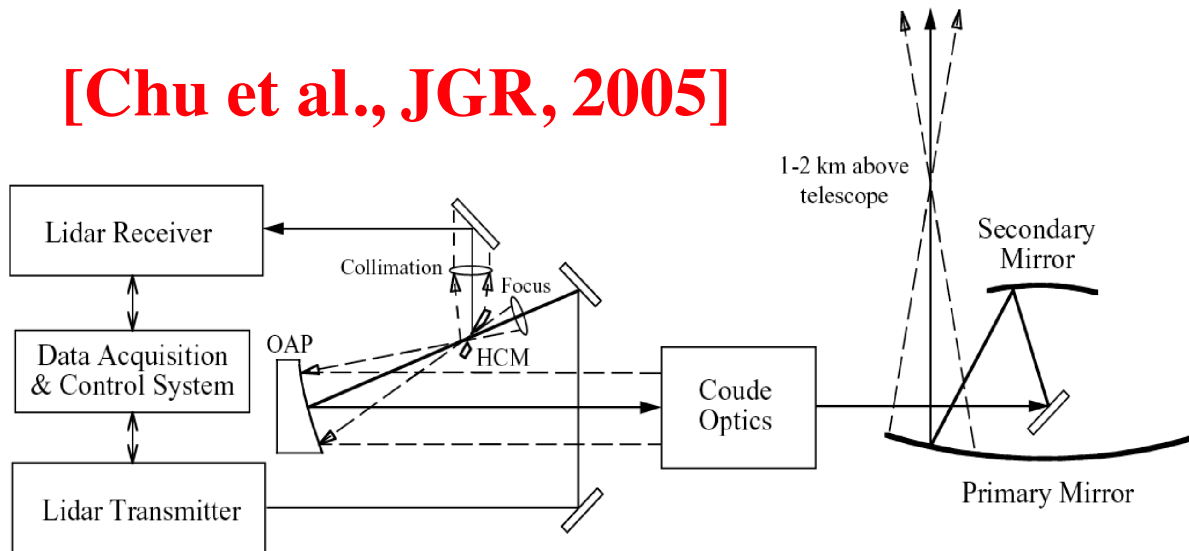 [Chu et al., JGR, 2005]
1-2 km above
telescope
Lidar Receiver
Collimation
Secondary
Mirror
Focus
OAP
HCM
Data Acquisition
& Control System
Coude
Optics
Lidar Transmitter
Primary Mirror